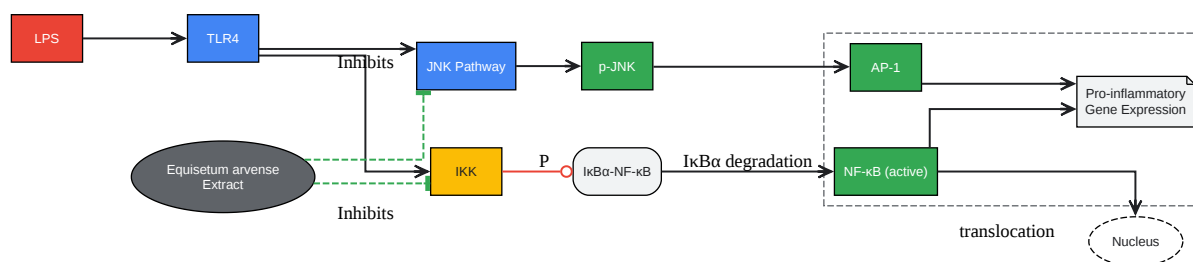 LPS
TLR4
Inhibits
JNK Pathway
p-JNK
AP-1
Pro-inflammatory
Gene Expression
Equisetum arvense
Extract
IKK
P
IκBα-NF-κB
IκBα degradation
NF-κB (active)
Inhibits
translocation
Nucleus